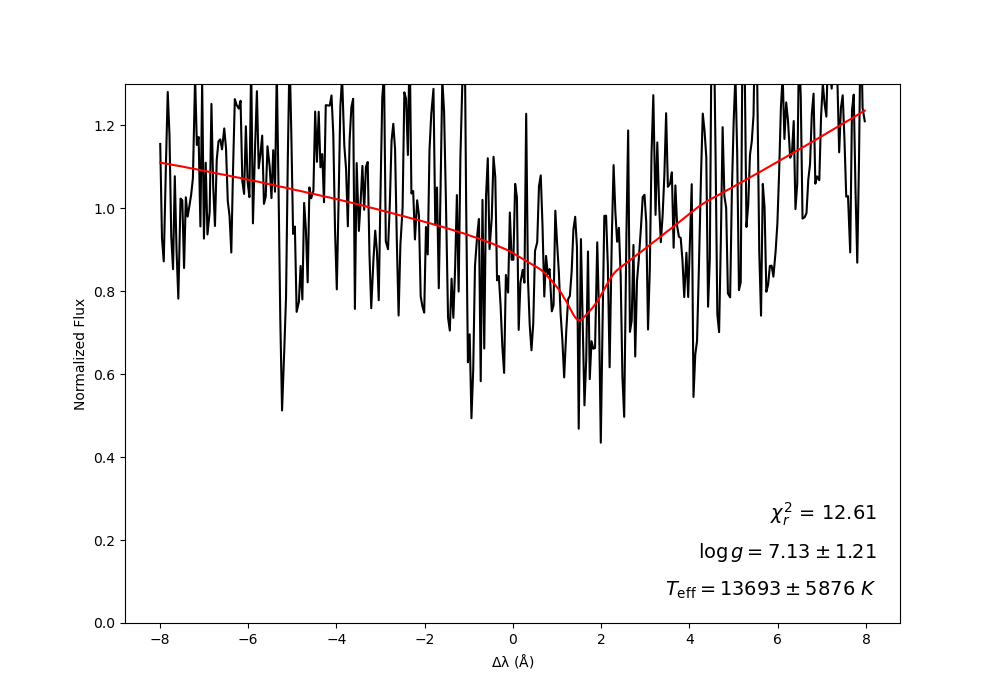 1.2
1.0
0.8
0.6
0.4
0.2
0.0
Normalized Flux
χ²ᵣ = 12.61
log g = 7.13 ± 1.21
T_eff = 13693 ± 5876 K
−8 −6 −4 −2 0 2 4 6 8
Δλ (Å)